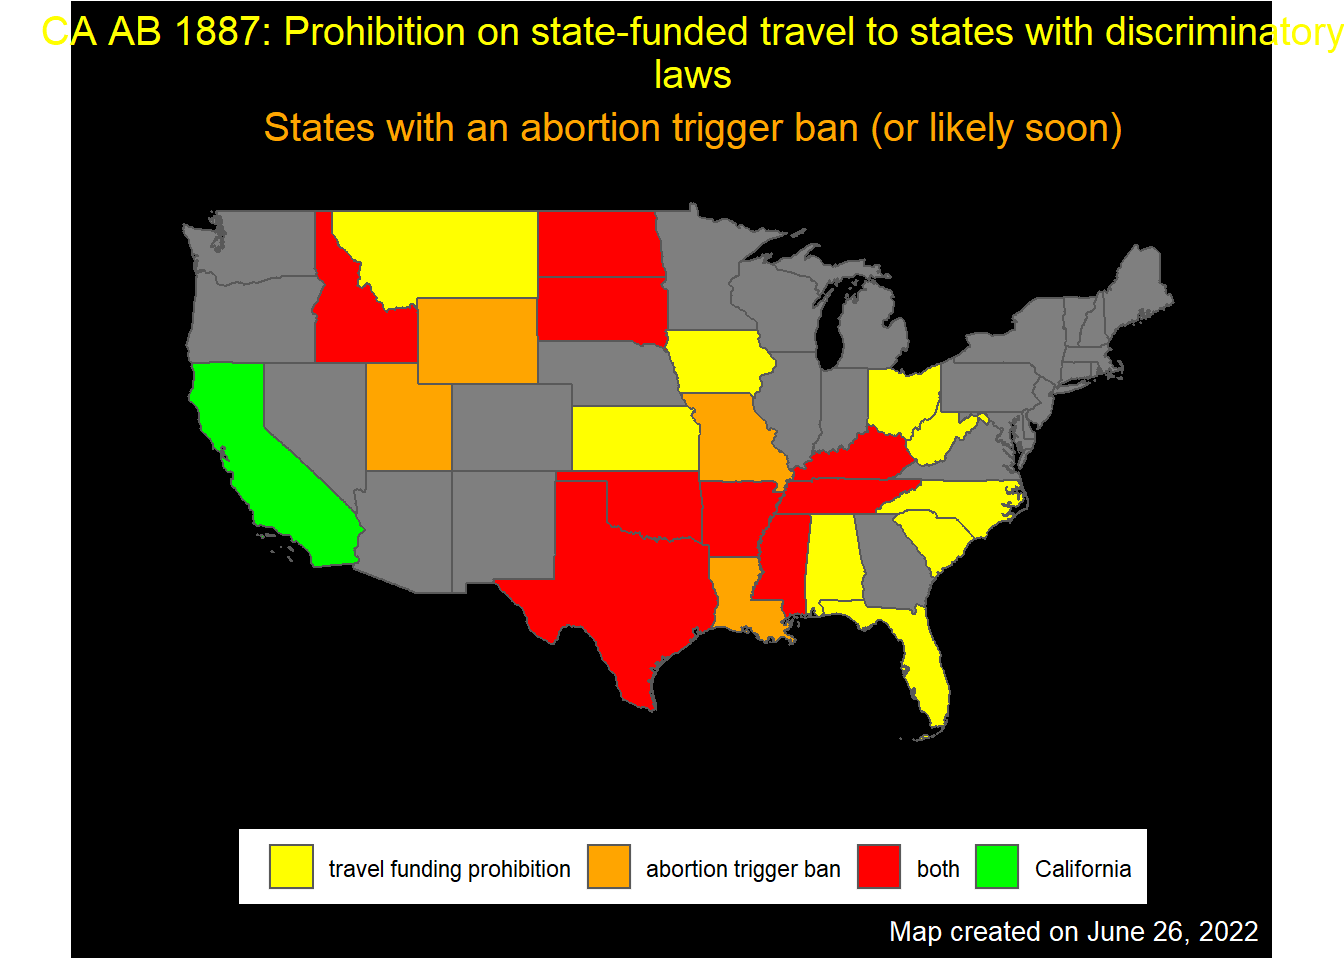 CA AB 1887: Prohibition on state-funded travel to states with discriminatory
laws
States with an abortion trigger ban (or likely soon)
travel funding prohibition
abortion trigger ban
both
California
Map created on June 26, 2022